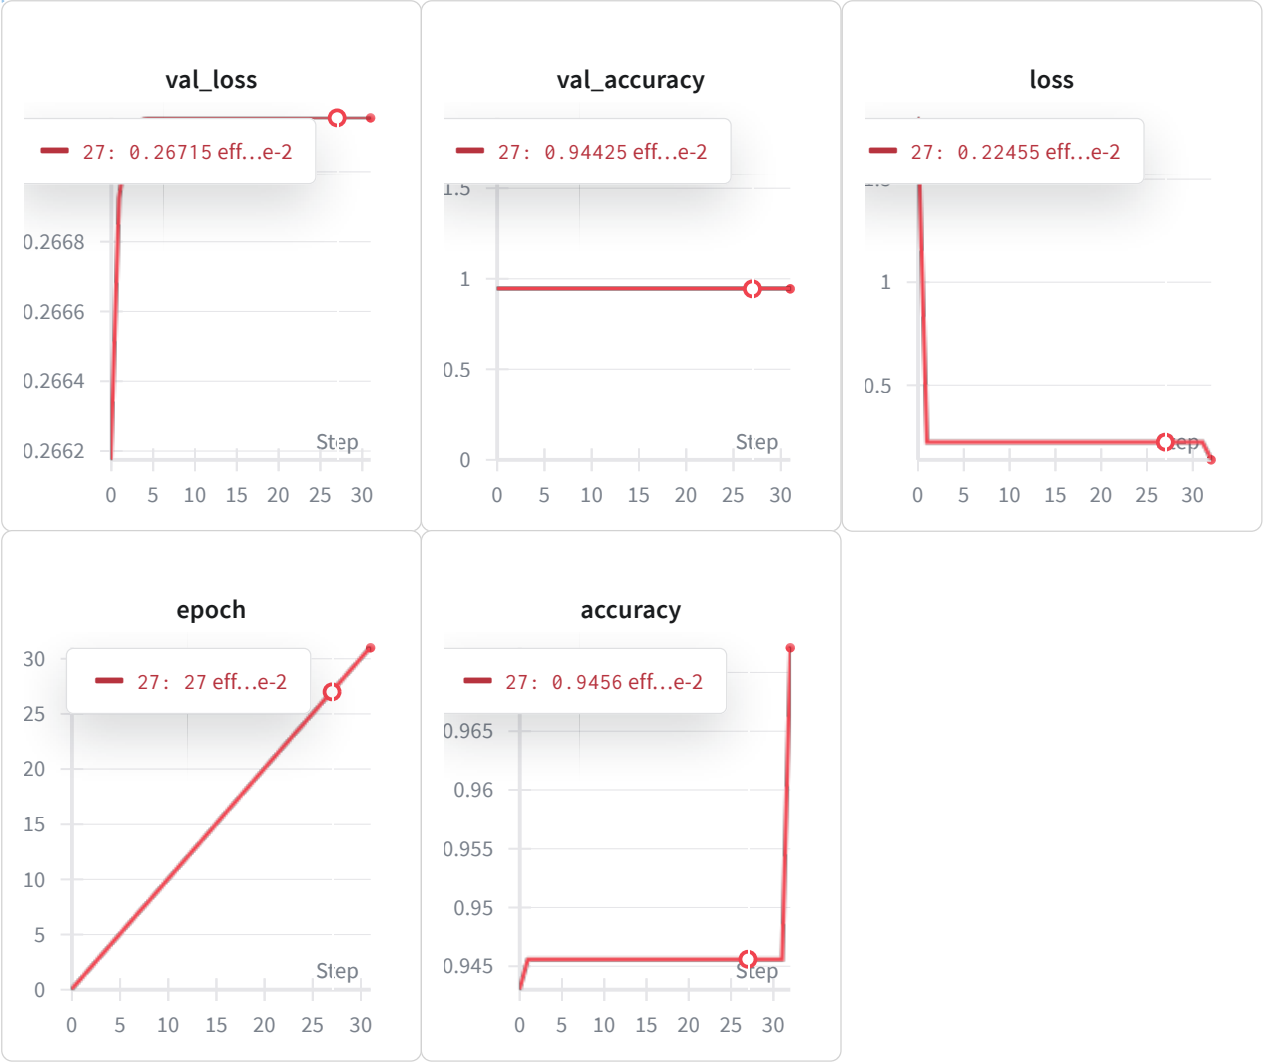 val_loss
27: 0.26715 eff...e-2
0.2668
0.2666
0.2664
0.2662
Step
0 5 10 15 20 25 30
val_accuracy
27: 0.94425 eff...e-2
1.5
1
0.5
0
Step
0 5 10 15 20 25 30
loss
27: 0.22455 eff...e-2
1.5
1
0.5
Step
0 5 10 15 20 25 30
epoch
30
27: 27 eff...e-2
25
20
15
10
5
0
Step
0 5 10 15 20 25 30
accuracy
27: 0.9456 eff...e-2
0.965
0.96
0.955
0.95
0.945
Step
0 5 10 15 20 25 30